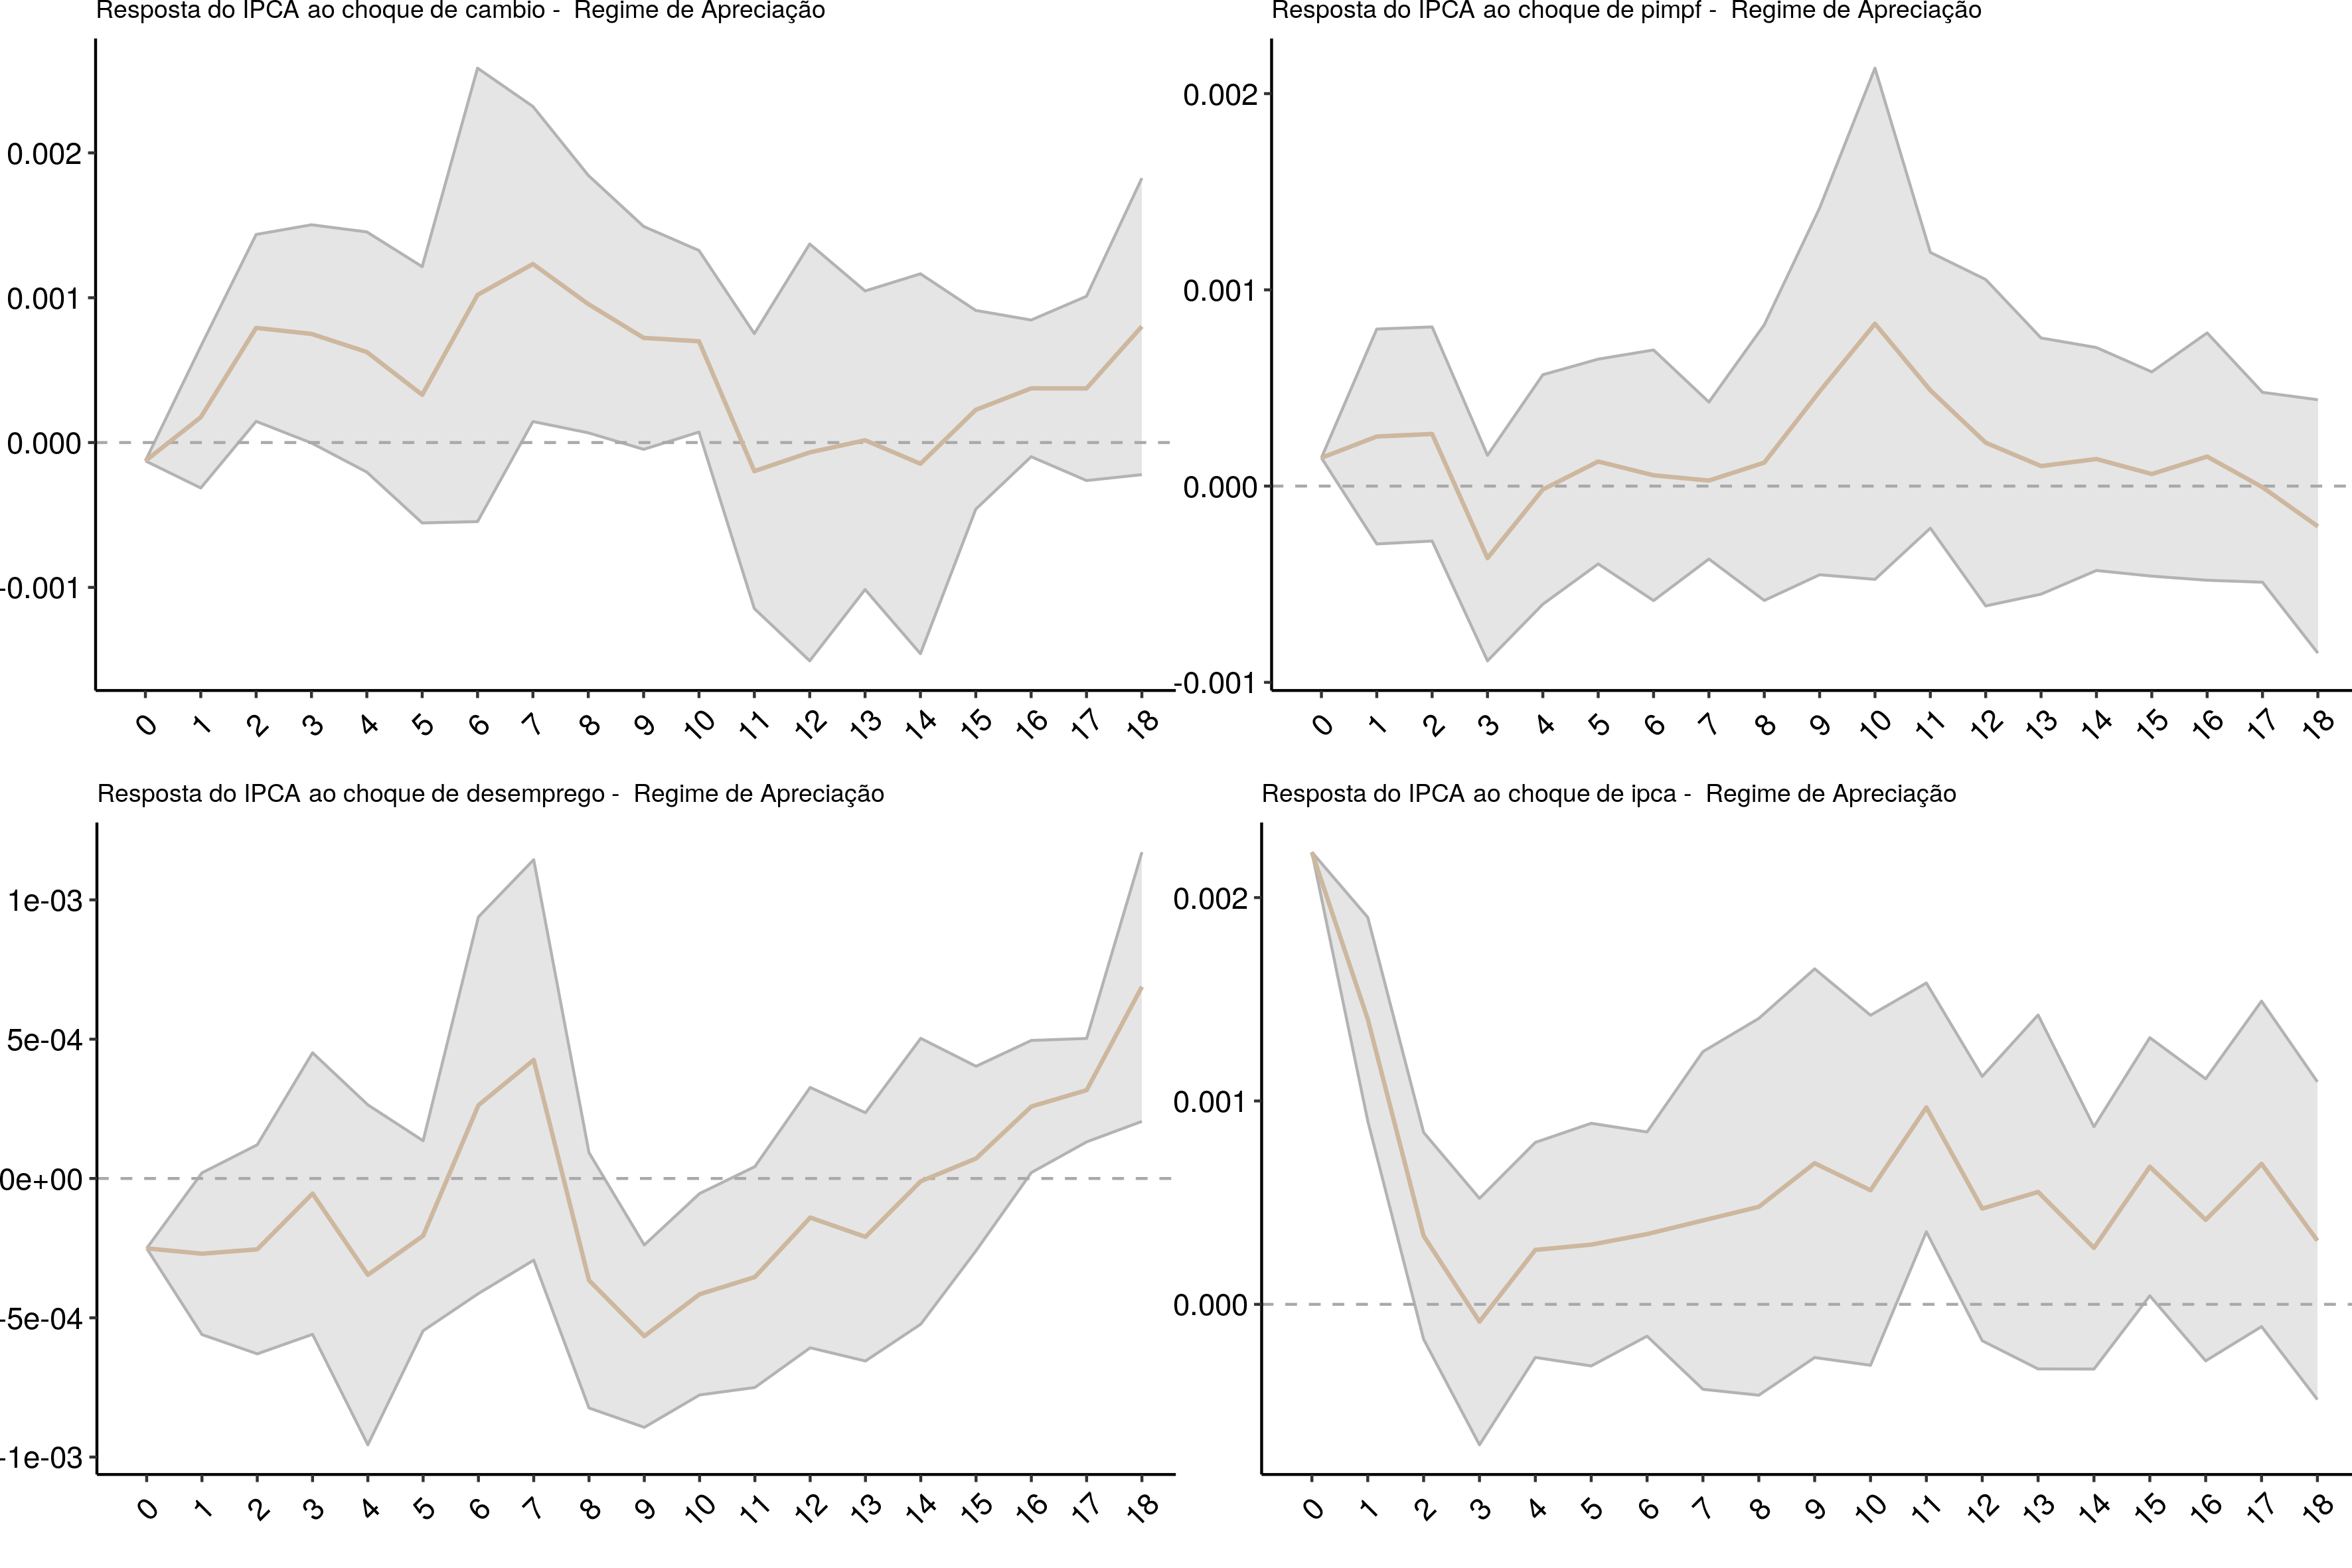 Resposta do IPCA ao choque de cambio - Regime de Apreciação
0.002
0.001
0.000
-0.001
0 1 2 3 4 5 6 7 8 9 10 11 12 13 14 15 16 17 18
Resposta do IPCA ao choque de pimpf - Regime de Apreciação
0.002
0.001
0.000
-0.001
0 1 2 3 4 5 6 7 8 9 10 11 12 13 14 15 16 17 18
Resposta do IPCA ao choque de desemprego - Regime de Apreciação
1e-03
5e-04
0e+00
-5e-04
-1e-03
0 1 2 3 4 5 6 7 8 9 10 11 12 13 14 15 16 17 18
Resposta do IPCA ao choque de ipca - Regime de Apreciação
0.002
0.001
0.000
0 1 2 3 4 5 6 7 8 9 10 11 12 13 14 15 16 17 18